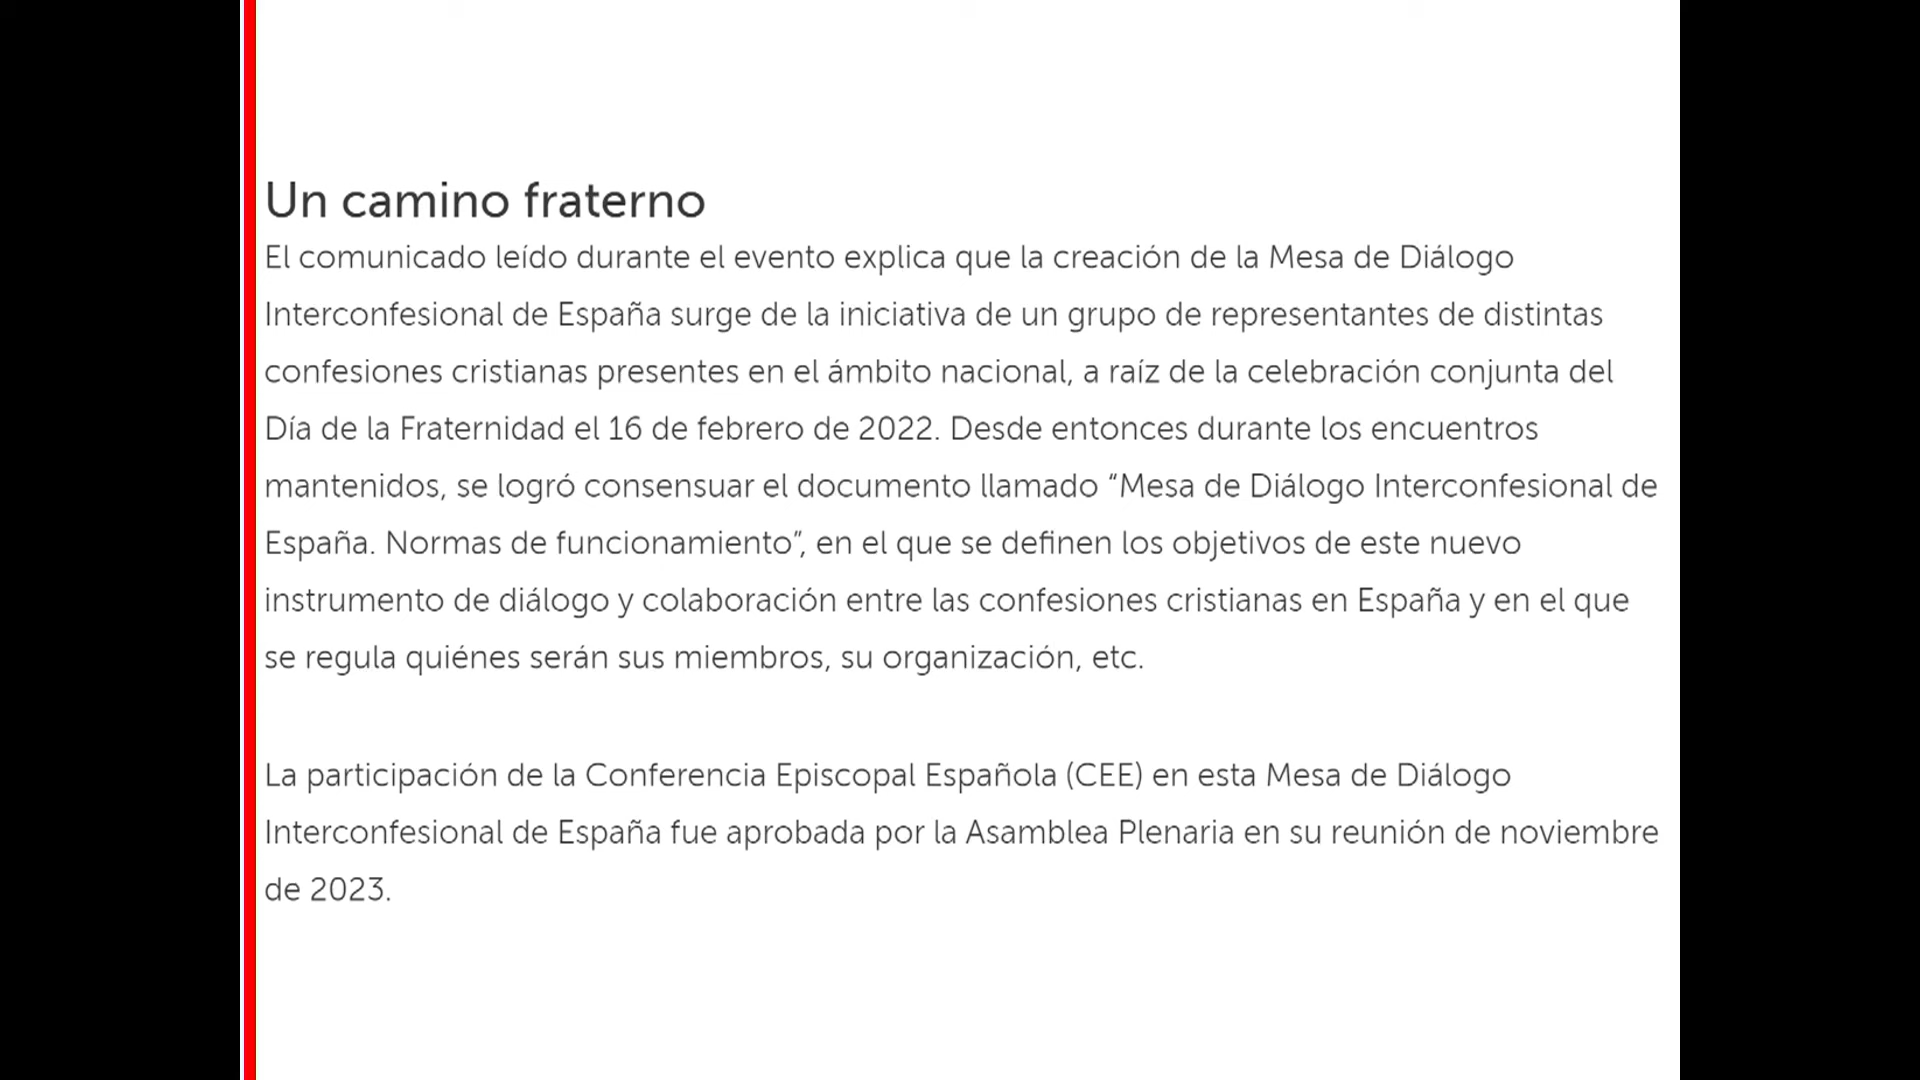 Un camino fraterno
El comunicado leído durante el evento explica que la creación de la Mesa de Diálogo
Interconfesional de España surge de la iniciativa de un grupo de representantes de distintas
confesiones cristianas presentes en el ámbito nacional, a raíz de la celebración conjunta del
Día de la Fraternidad el 16 de febrero de 2022. Desde entonces durante los encuentros
mantenidos, se logró consensuar el documento llamado “Mesa de Diálogo Interconfesional de
España. Normas de funcionamiento”, en el que se definen los objetivos de este nuevo
instrumento de diálogo y colaboración entre las confesiones cristianas en España y en el que
se regula quiénes serán sus miembros, su organización, etc.
La participación de la Conferencia Episcopal Española (CEE) en esta Mesa de Diálogo
Interconfesional de España fue aprobada por la Asamblea Plenaria en su reunión de noviembre
de 2023.